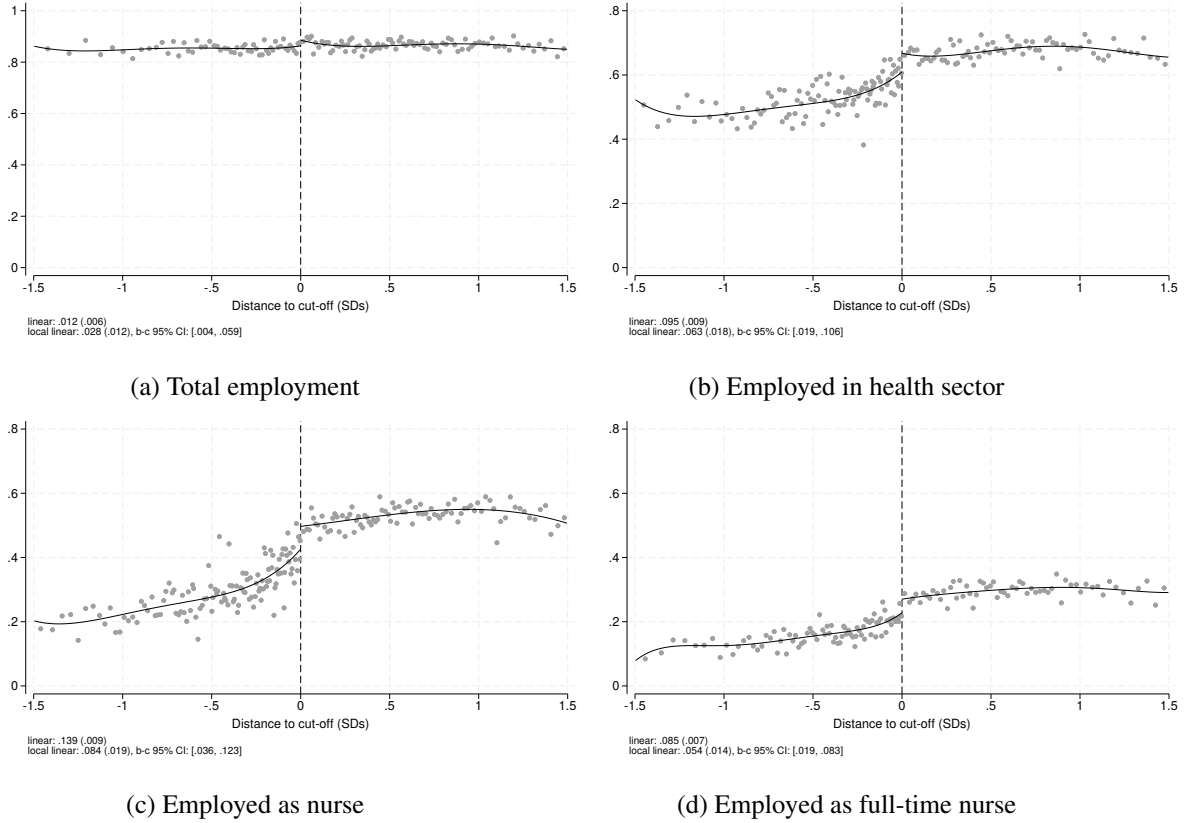 1
.8
.6
.4
.2
0
-1.5 -1 -.5 0 .5 1 1.5
Distance to cut-off (SDs)
linear: .012 (.006)
local linear: .028 (.012), b-c 95% CI: [.004, .059]
(a) Total employment
.8
.6
.4
.2
0
-1.5 -1 -.5 0 .5 1 1.5
Distance to cut-off (SDs)
linear: .095 (.009)
local linear: .063 (.018), b-c 95% CI: [.019, .106]
(b) Employed in health sector
.8
.6
.4
.2
0
-1.5 -1 -.5 0 .5 1 1.5
Distance to cut-off (SDs)
linear: .139 (.009)
local linear: .084 (.019), b-c 95% CI: [.036, .123]
(c) Employed as nurse
.8
.6
.4
.2
0
-1.5 -1 -.5 0 .5 1 1.5
Distance to cut-off (SDs)
linear: .085 (.007)
local linear: .054 (.014), b-c 95% CI: [.019, .083]
(d) Employed as full-time nurse